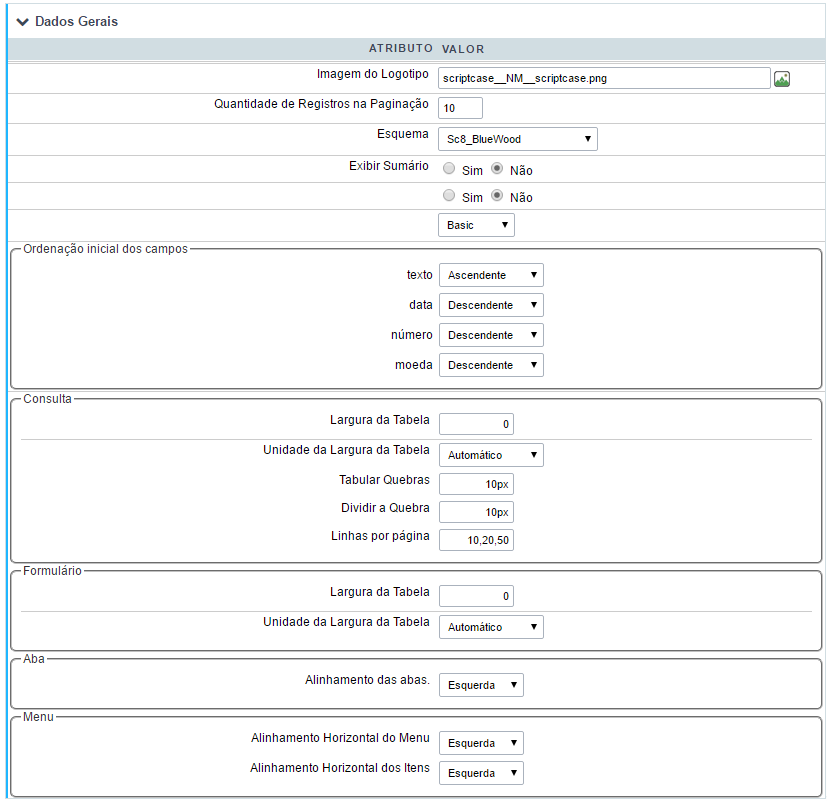 Dados Gerais
ATRIBUTO VALOR
Imagem do Logotipo scriptcase__NM__scriptcase.png
Quantidade de Registros na Paginação 10
Esquema Sc8_BlueWood
Exibir Sumário Sim Não
Sim Não
Basic
Ordenação inicial dos campos
texto Ascendente
data Descendente
número Descendente
moeda Descendente
Consulta
Largura da Tabela 0
Unidade da Largura da Tabela Automático
Tabular Quebras 10px
Dividir a Quebra 10px
Linhas por página 10,20,50
Formulário
Largura da Tabela 0
Unidade da Largura da Tabela Automático
Aba
Alinhamento das abas. Esquerda
Menu
Alinhamento Horizontal do Menu Esquerda
Alinhamento Horizontal dos Itens Esquerda